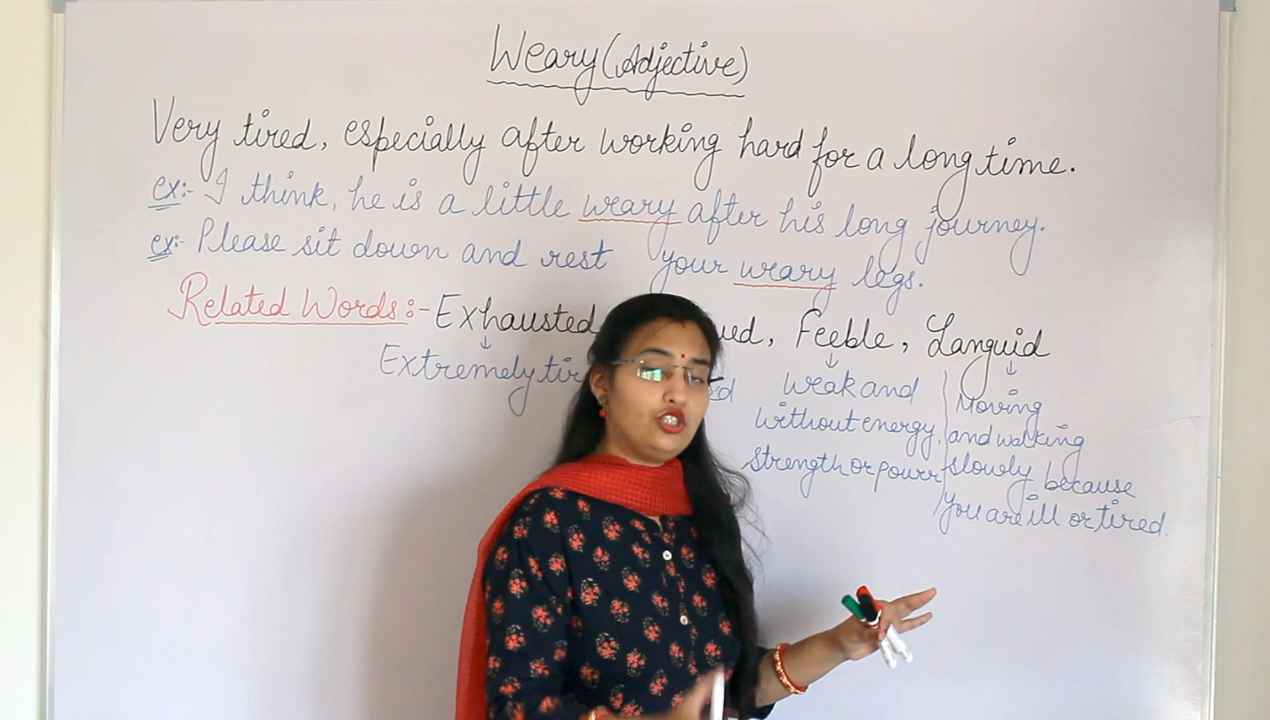 Weary (Adjective)
Very tired, especially after working hard for a long time.
ex:- I think, he is a little weary after his long journey.
ex:- Please sit down and rest your weary legs.
Related Words:- Exhausted, Feeble, Languid
Extremely
Weak and
without energy,
strength or power
Moving
and walking
slowly because
you are ill or tired.